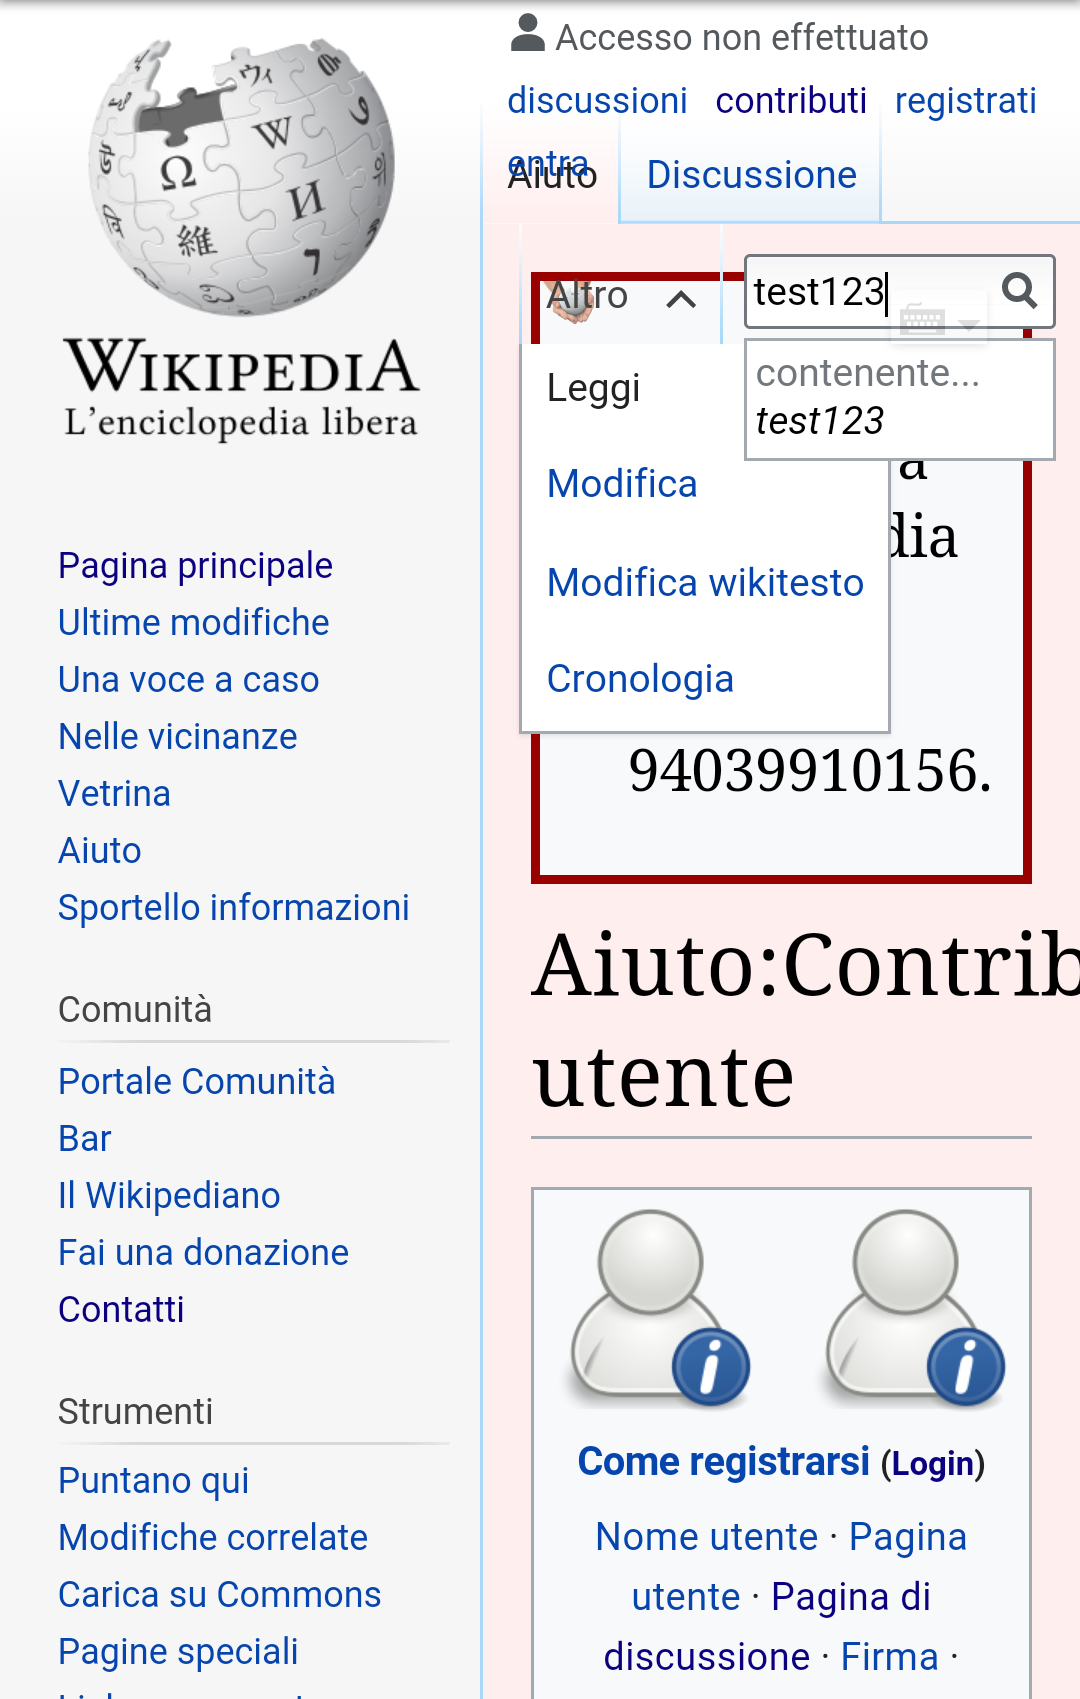 WIKIPEDIA
L'enciclopedia libera
Accesso non effettuato
discussioni contributi registrati
entra
Aiuto Discussione
Altro
test123
contenente...
test123
Leggi
Modifica
Modifica wikitesto
Cronologia
a
dia
94039910156.
Pagina principale
Ultime modifiche
Una voce a caso
Nelle vicinanze
Vetrina
Aiuto
Sportello informazioni
Comunità
Portale Comunità
Bar
Il Wikipediano
Fai una donazione
Contatti
Strumenti
Puntano qui
Modifiche correlate
Carica su Commons
Pagine speciali
Aiuto:Contrib
utente
Come registrarsi (Login)
Nome utente · Pagina
utente · Pagina di
discussione · Firma ·